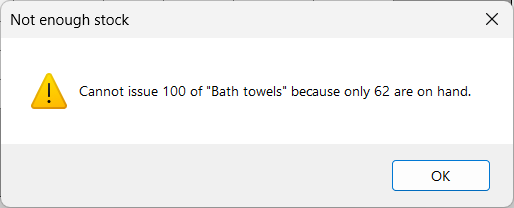 Not enough stock
Cannot issue 100 of "Bath towels" because only 62 are on hand.
OK